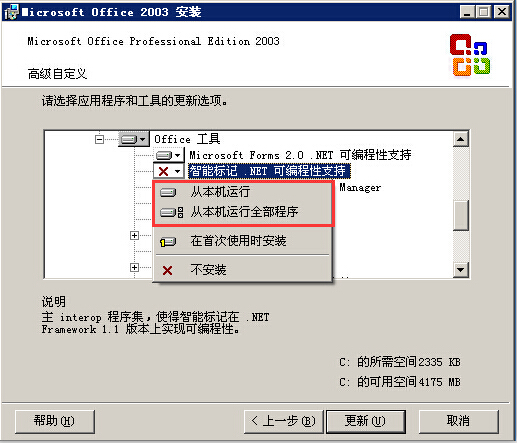 Microsoft Office 2003 安装
Microsoft Office Professional Edition 2003
高级自定义
请选择应用程序和工具的更新选项。
Office 工具
Microsoft Forms 2.0 .NET 可编程性支持
智能标记 .NET 可编程性支持
从本机运行
Manager
从本机运行全部程序
在首次使用时安装
不安装
说明
主 interop 程序集，使得智能标记在 .NET
Framework 1.1 版本上实现可编程性。
C: 的所需空间2335 KB
C: 的可用空间4175 MB
帮助(H)
< 上一步(B)
更新(U)
取消